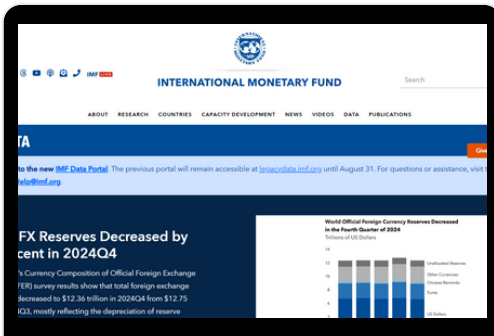 IMF LIVE
INTERNATIONAL MONETARY FUND
Search
ABOUT RESEARCH COUNTRIES CAPACITY DEVELOPMENT NEWS VIDEOS DATA PUBLICATIONS
TA
Give
to the new IMF Data Portal. The previous portal will remain accessible at legacydata.imf.org until August 31. For questions or assistance, visit
Help@imf.org.
FX Reserves Decreased by
cent in 2024Q4
's Currency Composition of Official Foreign Exchange
FER) survey results show that total foreign exchange
decreased to $12.36 trillion in 2024Q4 from $12.75
4Q3, mostly reflecting the depreciation of reserve
World Official Foreign Currency Reserves Decreased
in the Fourth Quarter of 2024
Trillions of US Dollars
14
12
10
8
6
4
Unallocated Reserves
Other Currencies
Chinese Renminbi
Euros
US Dollars